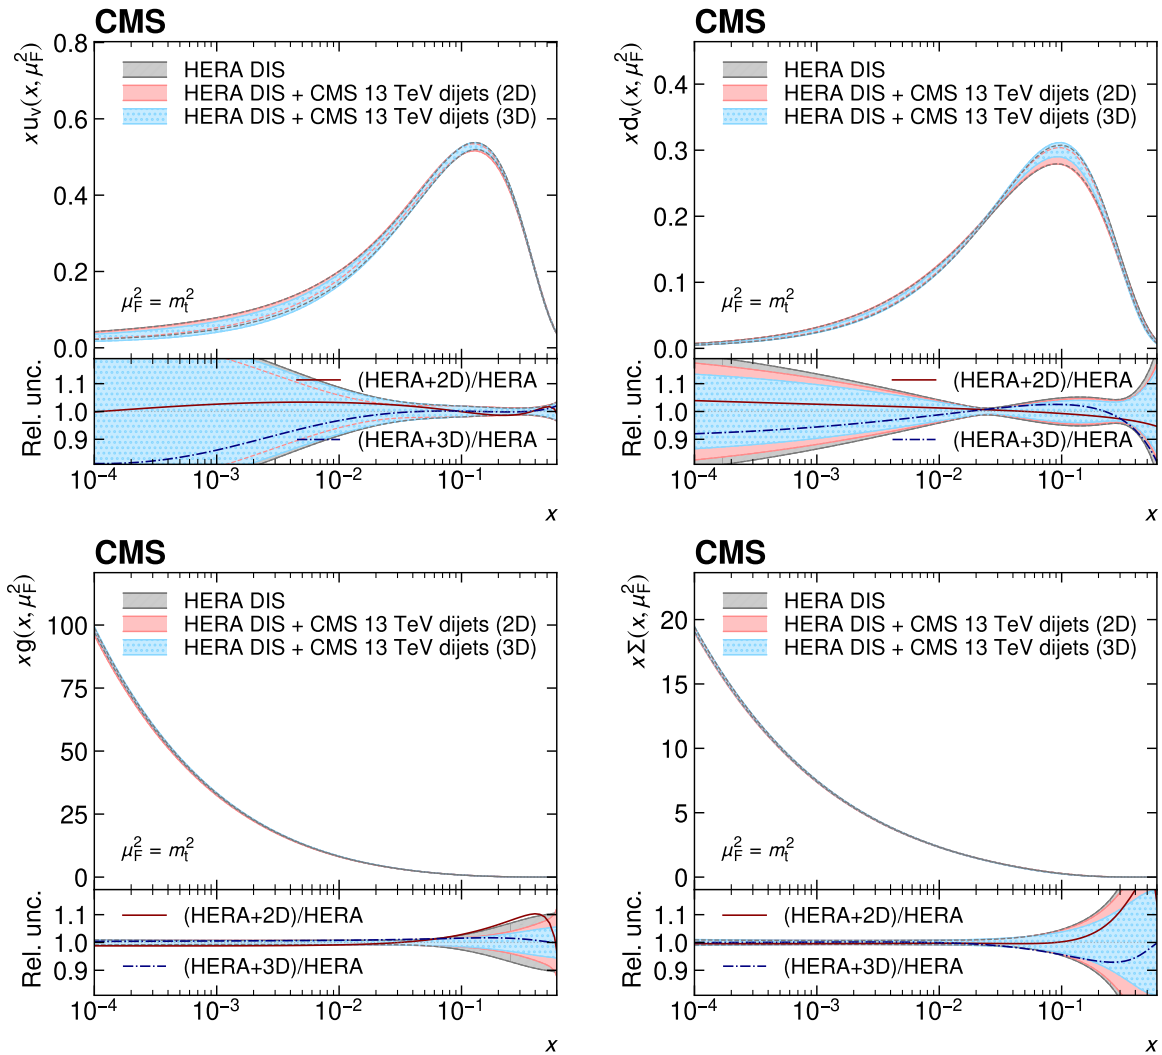 CMS
xu_v(x, μ_F^2)
0.8
0.6
0.4
0.2
0.0
HERA DIS
HERA DIS + CMS 13 TeV dijets (2D)
HERA DIS + CMS 13 TeV dijets (3D)
μ_F^2 = m_t^2
Rel. unc.
1.1
1.0
0.9
(HERA+2D)/HERA
(HERA+3D)/HERA
10^−4 10^−3 10^−2 10^−1
x
CMS
xd_v(x, μ_F^2)
0.4
0.3
0.2
0.1
0.0
HERA DIS
HERA DIS + CMS 13 TeV dijets (2D)
HERA DIS + CMS 13 TeV dijets (3D)
μ_F^2 = m_t^2
Rel. unc.
1.1
1.0
0.9
(HERA+2D)/HERA
(HERA+3D)/HERA
10^−4 10^−3 10^−2 10^−1
x
CMS
xg(x, μ_F^2)
100
75
50
25
0
HERA DIS
HERA DIS + CMS 13 TeV dijets (2D)
HERA DIS + CMS 13 TeV dijets (3D)
μ_F^2 = m_t^2
Rel. unc.
1.1
1.0
0.9
(HERA+2D)/HERA
(HERA+3D)/HERA
10^−4 10^−3 10^−2 10^−1
x
CMS
xΣ(x, μ_F^2)
20
15
10
5
0
HERA DIS
HERA DIS + CMS 13 TeV dijets (2D)
HERA DIS + CMS 13 TeV dijets (3D)
μ_F^2 = m_t^2
Rel. unc.
1.1
1.0
0.9
(HERA+2D)/HERA
(HERA+3D)/HERA
10^−4 10^−3 10^−2 10^−1
x